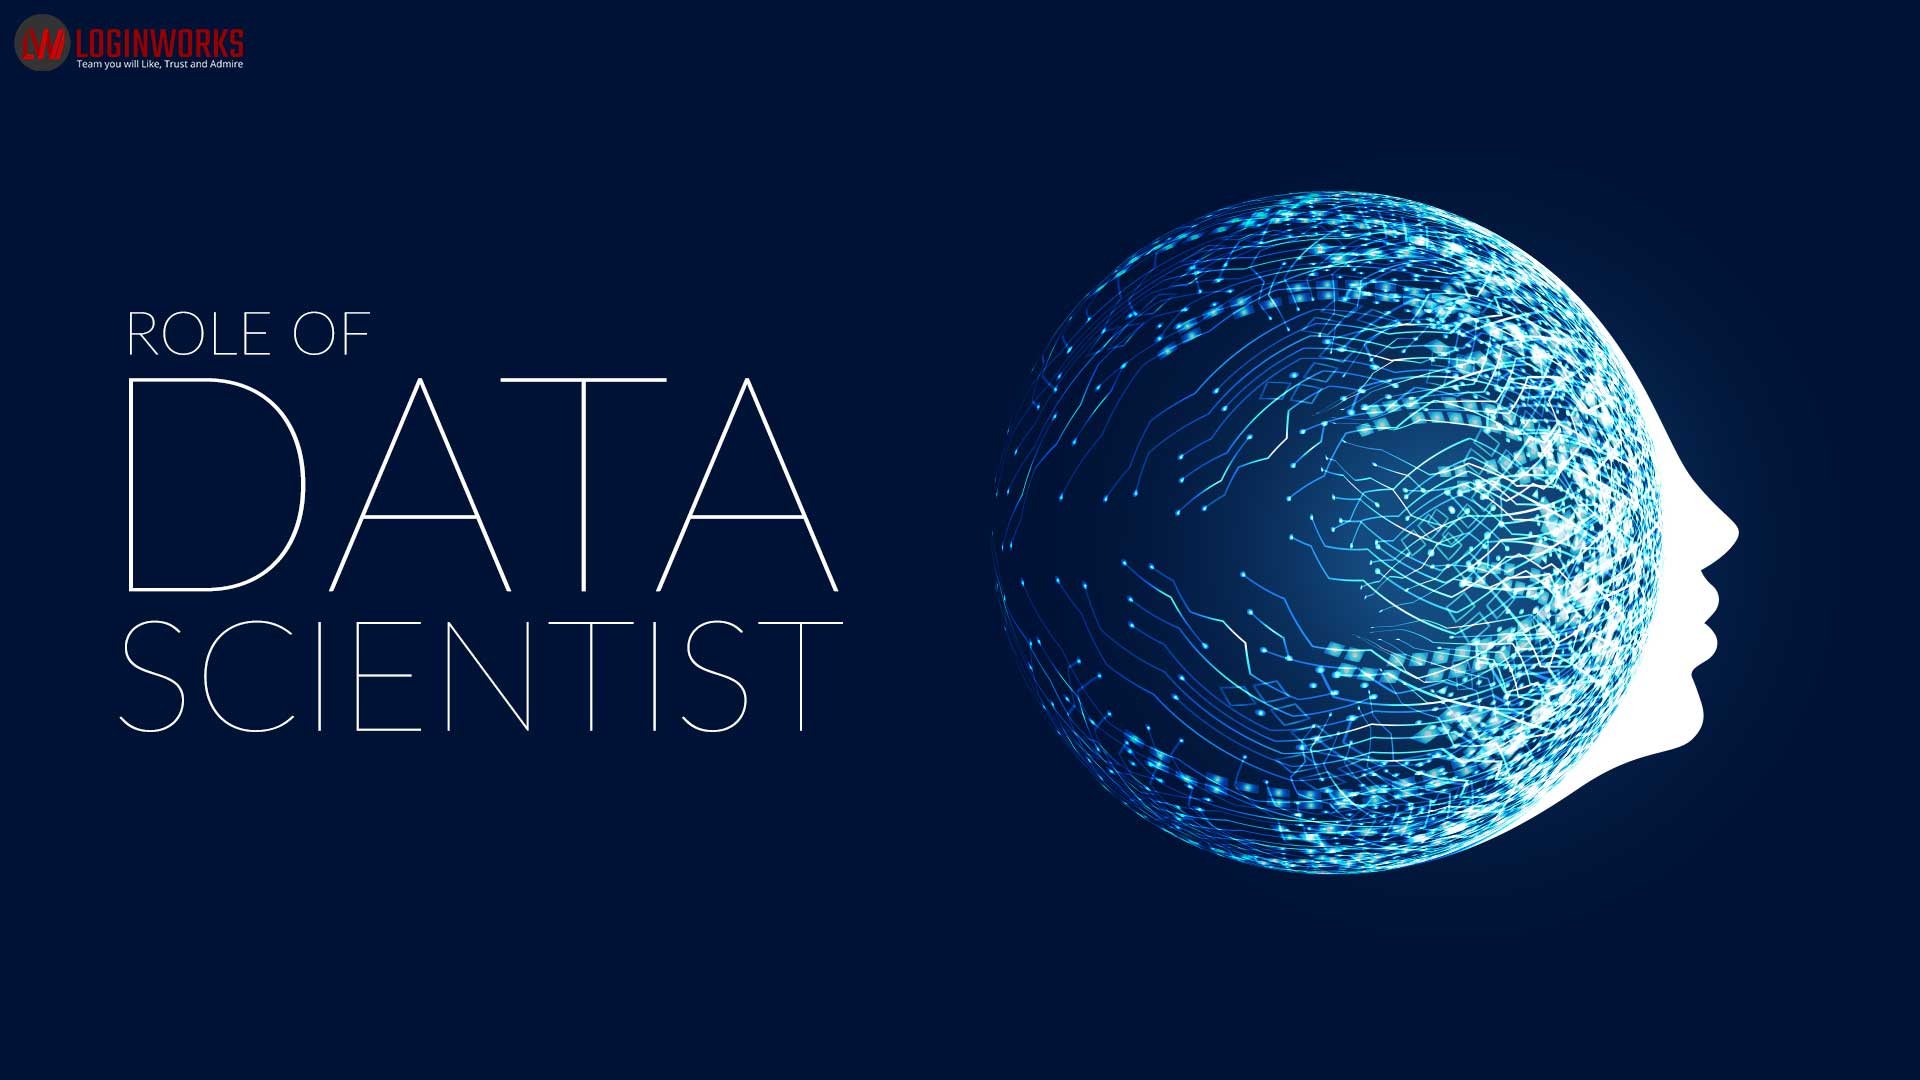 LOGINWORKS
Team you will Like, Trust and Admire
ROLE OF
DATA
SCIENTIST